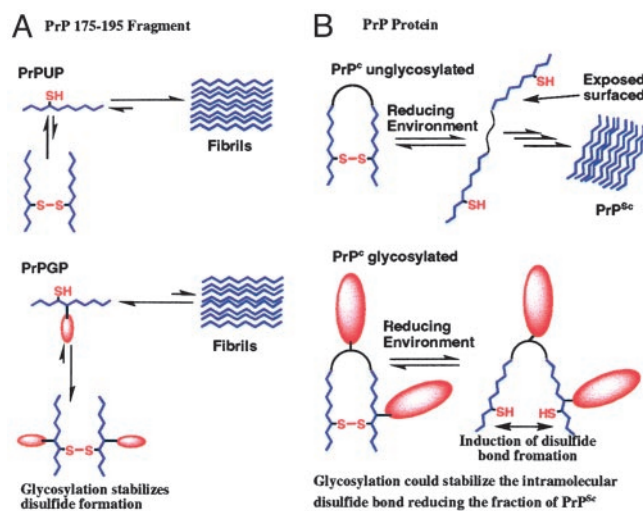 A PrP 175-195 Fragment
PrPUP
SH
Fibrils
S-S
PrPGP
SH
Fibrils
S-S
Glycosylation stabilizes
disulfide formation
B PrP Protein
PrPᶜ unglycosylated
SH
Exposed
surfaced
Reducing
Environment
S-S
SH
PrPˢᶜ
PrPᶜ glycosylated
Reducing
Environment
S-S
SH
HS
Induction of disulfide
bond fromation
Glycosylation could stabilize the intramolecular
disulfide bond reducing the fraction of PrPˢᶜ